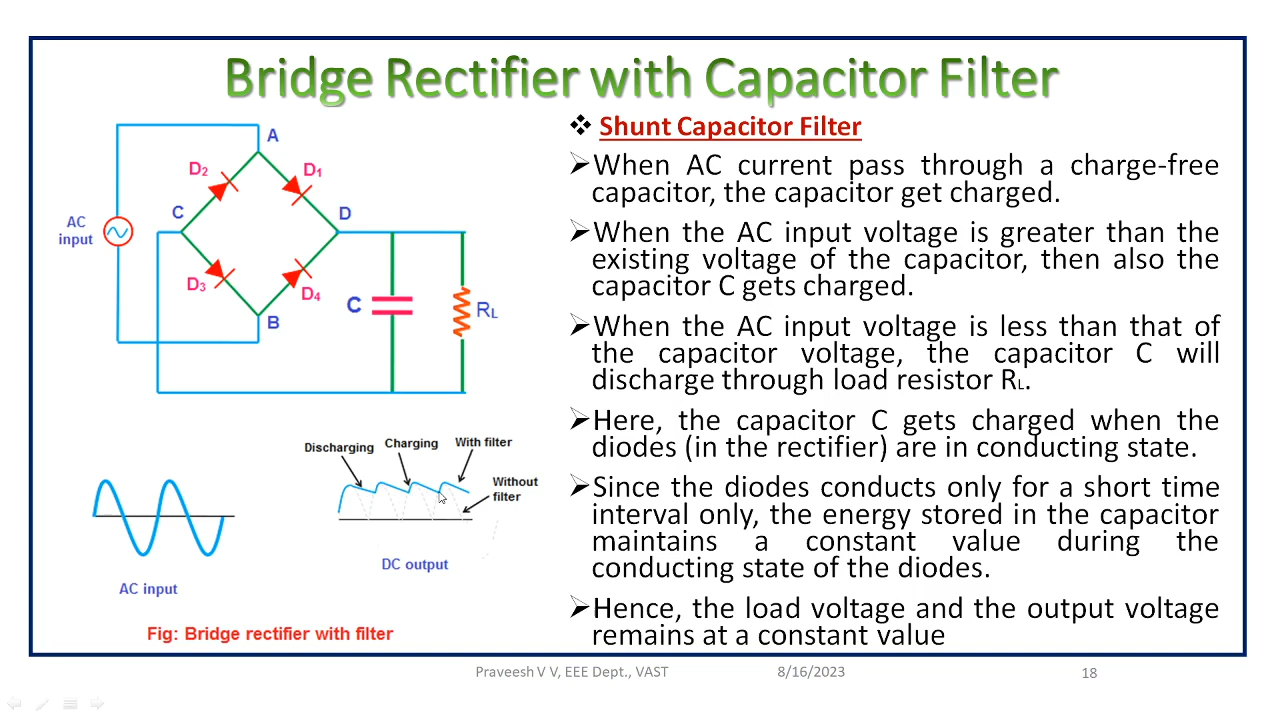 Bridge Rectifier with Capacitor Filter
Shunt Capacitor Filter
When AC current pass through a charge-free
capacitor, the capacitor get charged.
When the AC input voltage is greater than the
existing voltage of the capacitor, then also the
capacitor C gets charged.
When the AC input voltage is less than that of
the capacitor voltage, the capacitor C will
discharge through load resistor RL.
Here, the capacitor C gets charged when the
diodes (in the rectifier) are in conducting state.
Since the diodes conducts only for a short time
interval only, the energy stored in the capacitor
maintains a constant value during the
conducting state of the diodes.
Hence, the load voltage and the output voltage
remains at a constant value
A
D2
D1
C
D
AC
input
D3
D4
B
C
RL
Discharging
Charging
With filter
Without
filter
DC output
AC input
Fig: Bridge rectifier with filter
Praveesh V V, EEE Dept., VAST
8/16/2023
18